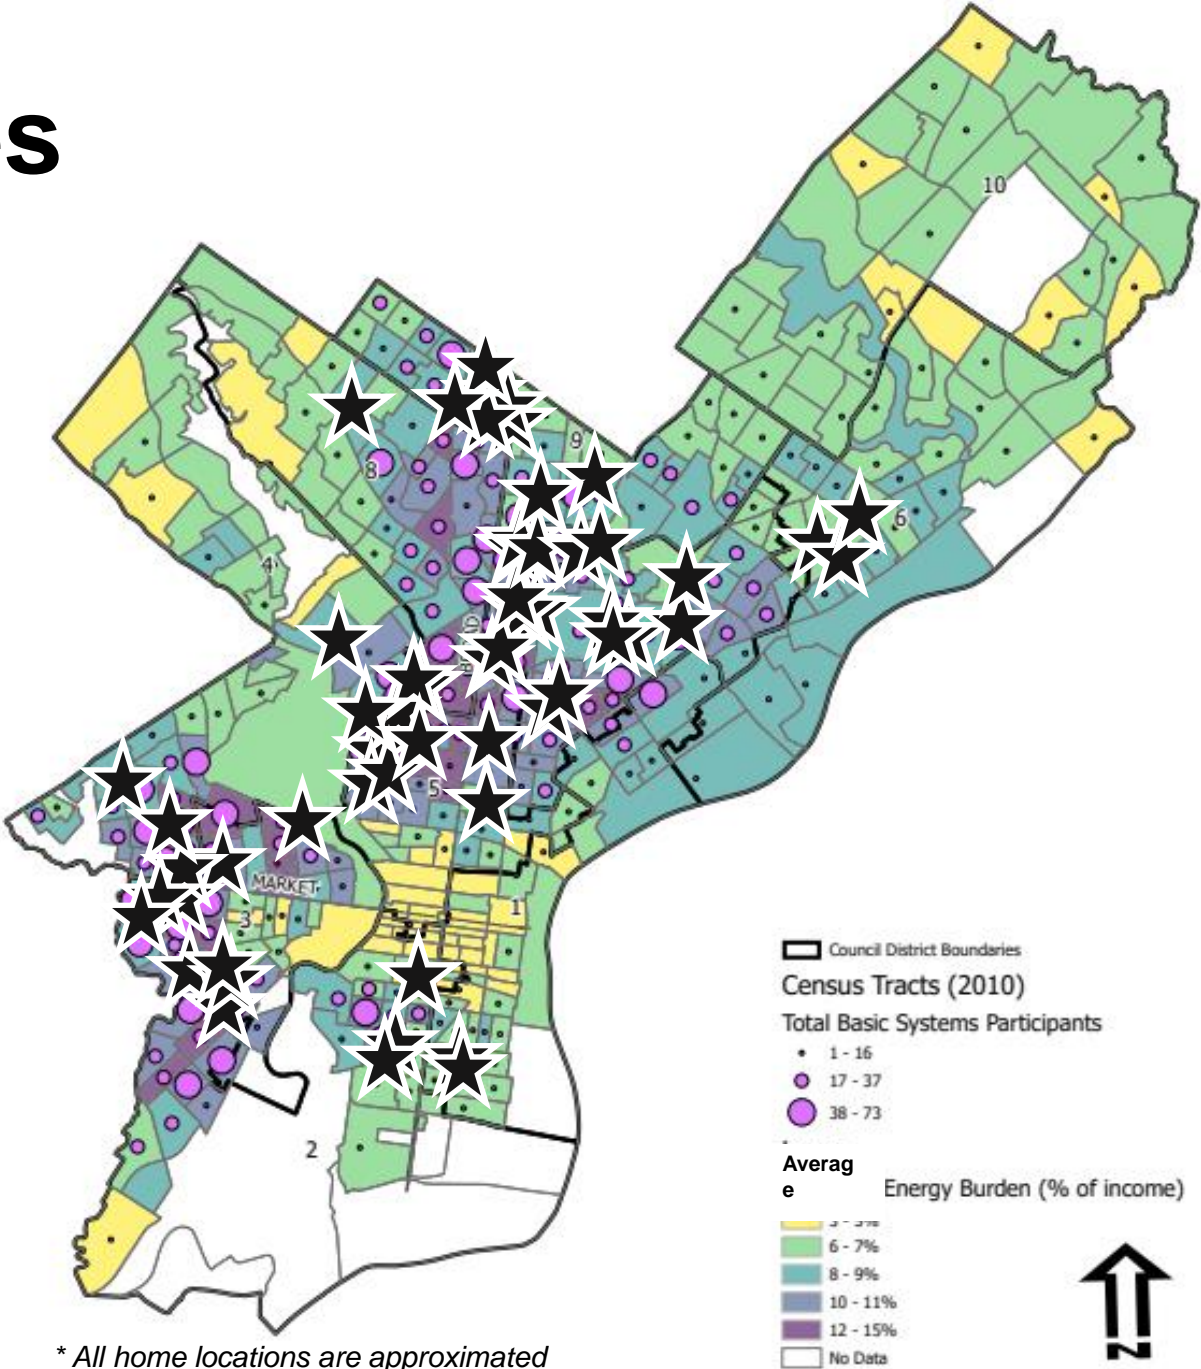 s
10
9
8
6
4
5
MARKET
3
1
2
Council District Boundaries
Census Tracts (2010)
Total Basic Systems Participants
1 - 16
17 - 37
38 - 73
Averag
e
Energy Burden (% of income)
6 - 7%
8 - 9%
10 - 11%
12 - 15%
No Data
N
* All home locations are approximated